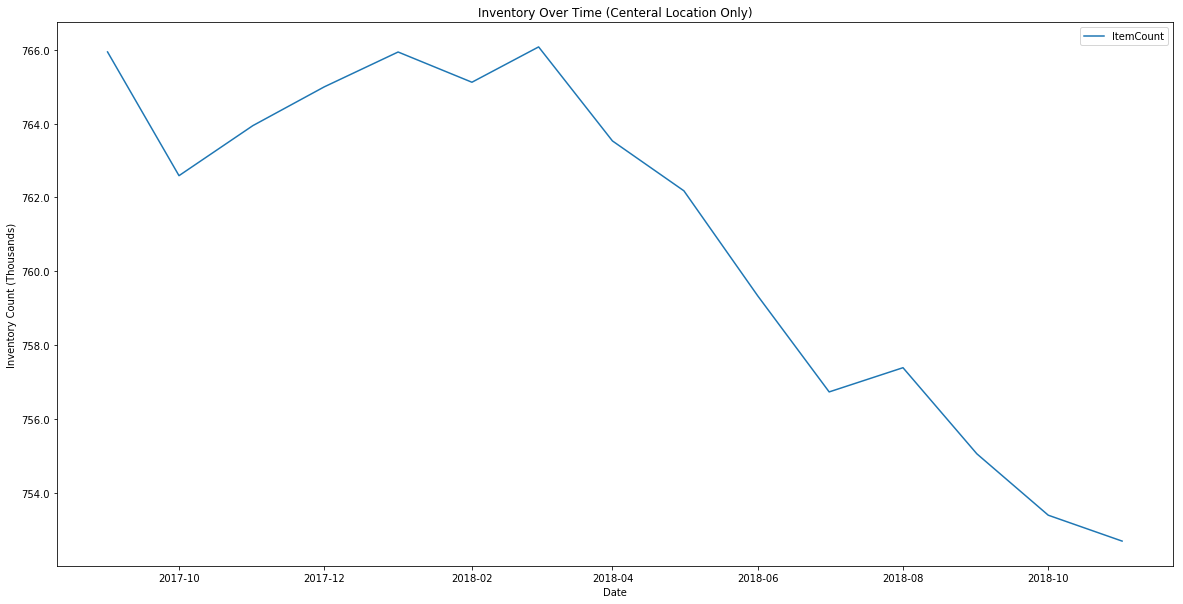 Inventory Over Time (Centeral Location Only)
ItemCount
766.0
764.0
762.0
760.0
758.0
756.0
754.0
Inventory Count (Thousands)
2017-10 2017-12 2018-02 2018-04 2018-06 2018-08 2018-10
Date